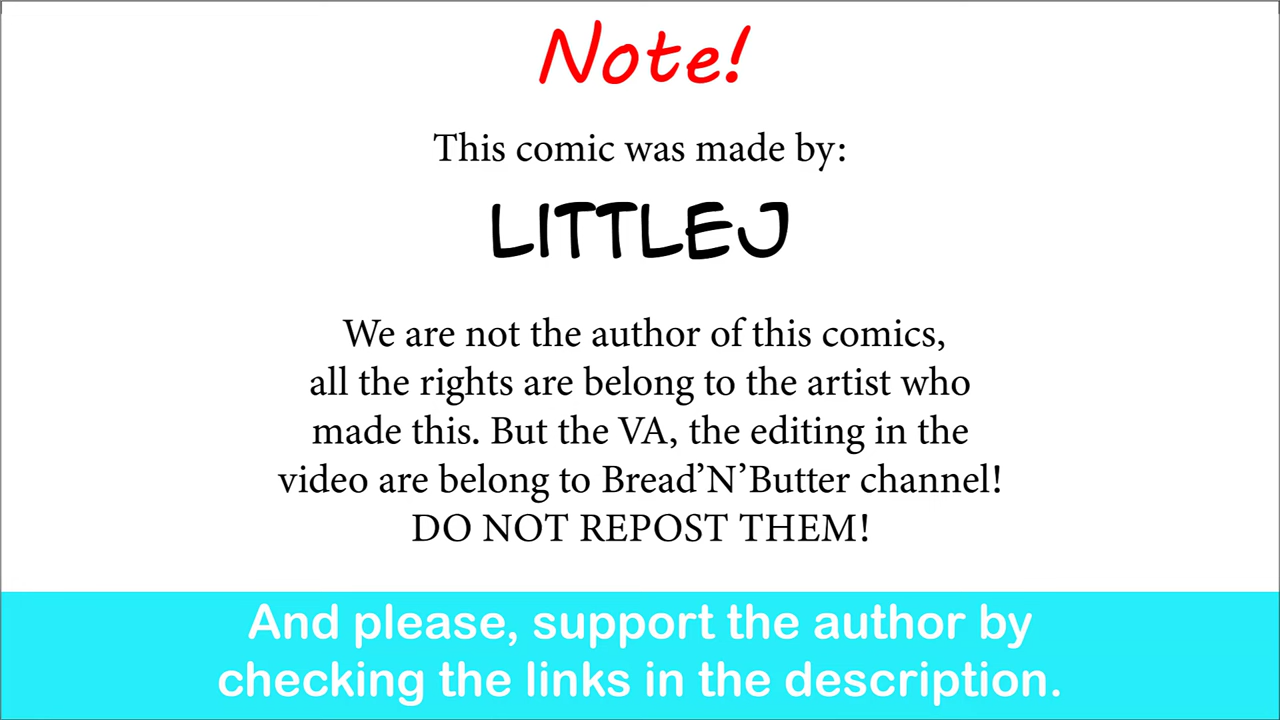 Note!
This comic was made by:
LITTLEJ
We are not the author of this comics,
all the rights are belong to the artist who
made this. But the VA, the editing in the
video are belong to Bread’N’Butter channel!
DO NOT REPOST THEM!
And please, support the author by
checking the links in the description.